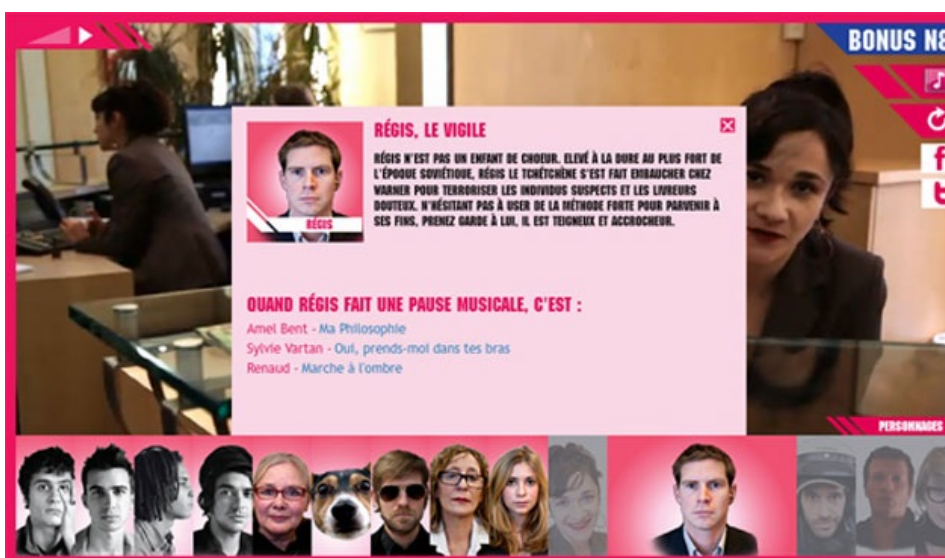 BONUS N8
RÉGIS, LE VIGILE
RÉGIS N'EST PAS UN ENFANT DE CHOEUR. ELEVÉ À LA DURE AU PLUS FORT DE
L'ÉPOQUE SOVIÉTIQUE, RÉGIS LE TCHÉTCHÈNE S'EST FAIT EMBAUCHER CHEZ
WARNER POUR TERRORISER LES INDIVIDUS SUSPECTS ET LES LIVREURS
DOUTEUX. N'HÉSITANT PAS À USER DE LA MÉTHODE FORTE POUR PARVENIR À
SES FINS, PRENEZ GARDE À LUI, IL EST TEIGNEUX ET ACCROCHEUR.
RÉGIS
QUAND RÉGIS FAIT UNE PAUSE MUSICALE, C'EST :
Amel Bent - Ma Philosophie
Sylvie Vartan - Oui, prends-moi dans tes bras
Renaud - Marche à l'ombre
PERSONNAGES